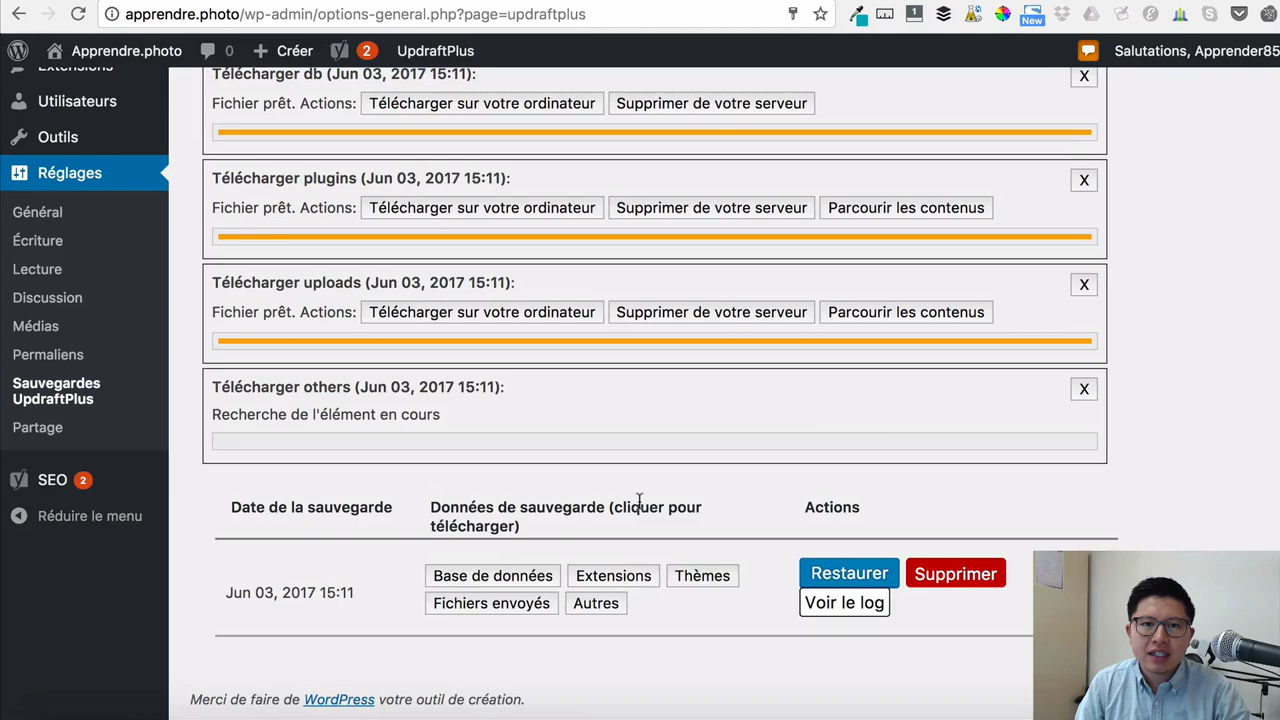 apprendre.photo/wp-admin/options-general.php?page=updraftplus
1
New
Apprendre.photo
0
Créer
2
UpdraftPlus
Salutations, Apprender85
Extensions
Utilisateurs
Outils
Réglages
Général
Écriture
Lecture
Discussion
Médias
Permaliens
Sauvegardes
UpdraftPlus
Partage
SEO 2
Réduire le menu
Télécharger db (Jun 03, 2017 15:11):
X
Fichier prêt. Actions: Télécharger sur votre ordinateur Supprimer de votre serveur
Télécharger plugins (Jun 03, 2017 15:11):
X
Fichier prêt. Actions: Télécharger sur votre ordinateur Supprimer de votre serveur Parcourir les contenus
Télécharger uploads (Jun 03, 2017 15:11):
X
Fichier prêt. Actions: Télécharger sur votre ordinateur Supprimer de votre serveur Parcourir les contenus
Télécharger others (Jun 03, 2017 15:11):
X
Recherche de l'élément en cours
Date de la sauvegarde
Données de sauvegarde (cliquer pour
télécharger)
Actions
Jun 03, 2017 15:11
Base de données Extensions Thèmes
Fichiers envoyés Autres
Restaurer Supprimer
Voir le log
Merci de faire de WordPress votre outil de création.